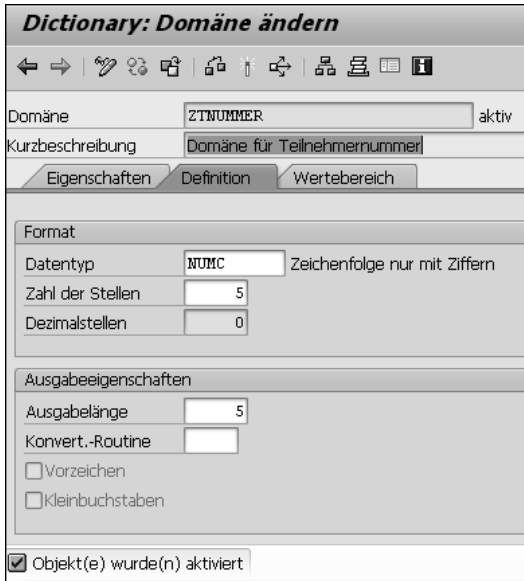 Dictionary: Domäne ändern
Domäne ZTNUMMER aktiv
Kurzbeschreibung Domäne für Teilnehmernummer
Eigenschaften Definition Wertebereich
Format
Datentyp NUMC Zeichenfolge nur mit Ziffern
Zahl der Stellen 5
Dezimalstellen 0
Ausgabeeigenschaften
Ausgabelänge 5
Konvert.-Routine
Vorzeichen
Kleinbuchstaben
Objekt(e) wurde(n) aktiviert